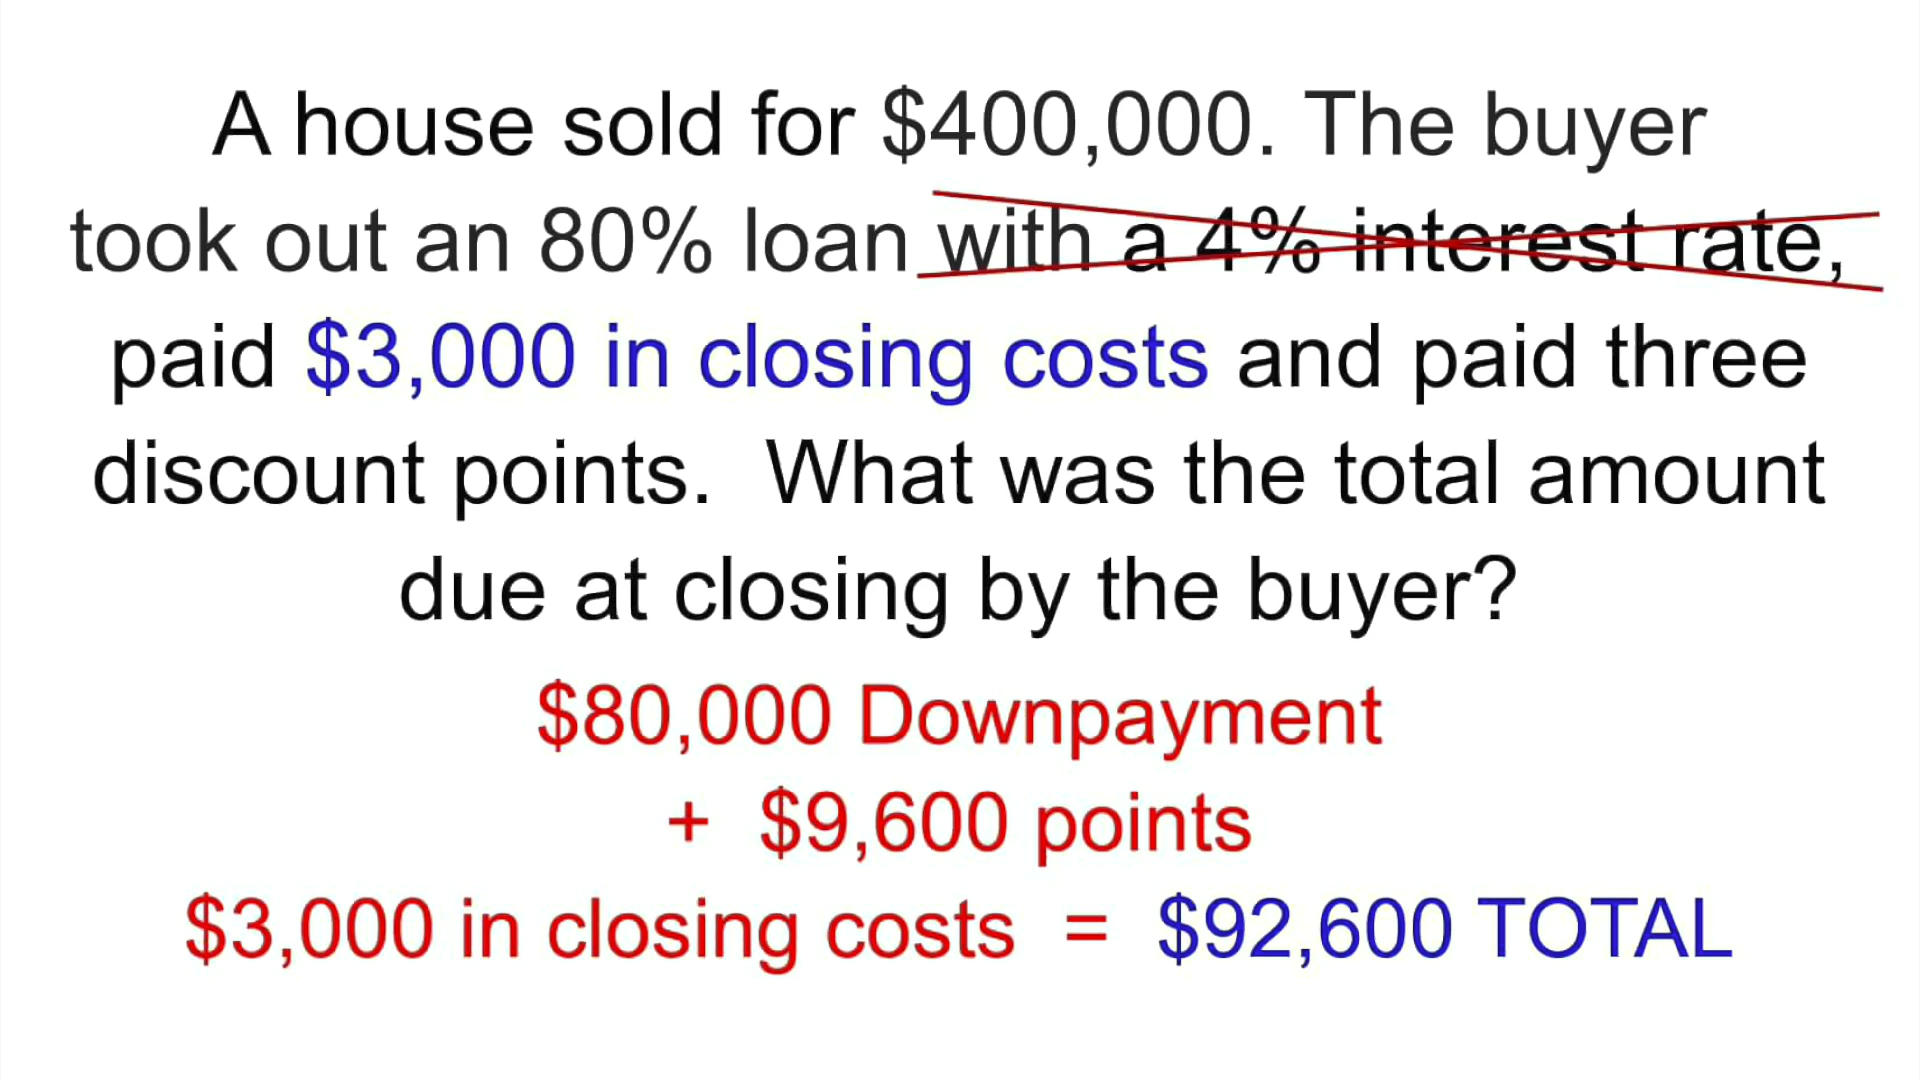 A house sold for $400,000. The buyer
took out an 80% loan with a 4% interest rate,
paid $3,000 in closing costs and paid three
discount points. What was the total amount
due at closing by the buyer?
$80,000 Downpayment
+ $9,600 points
$3,000 in closing costs = $92,600 TOTAL